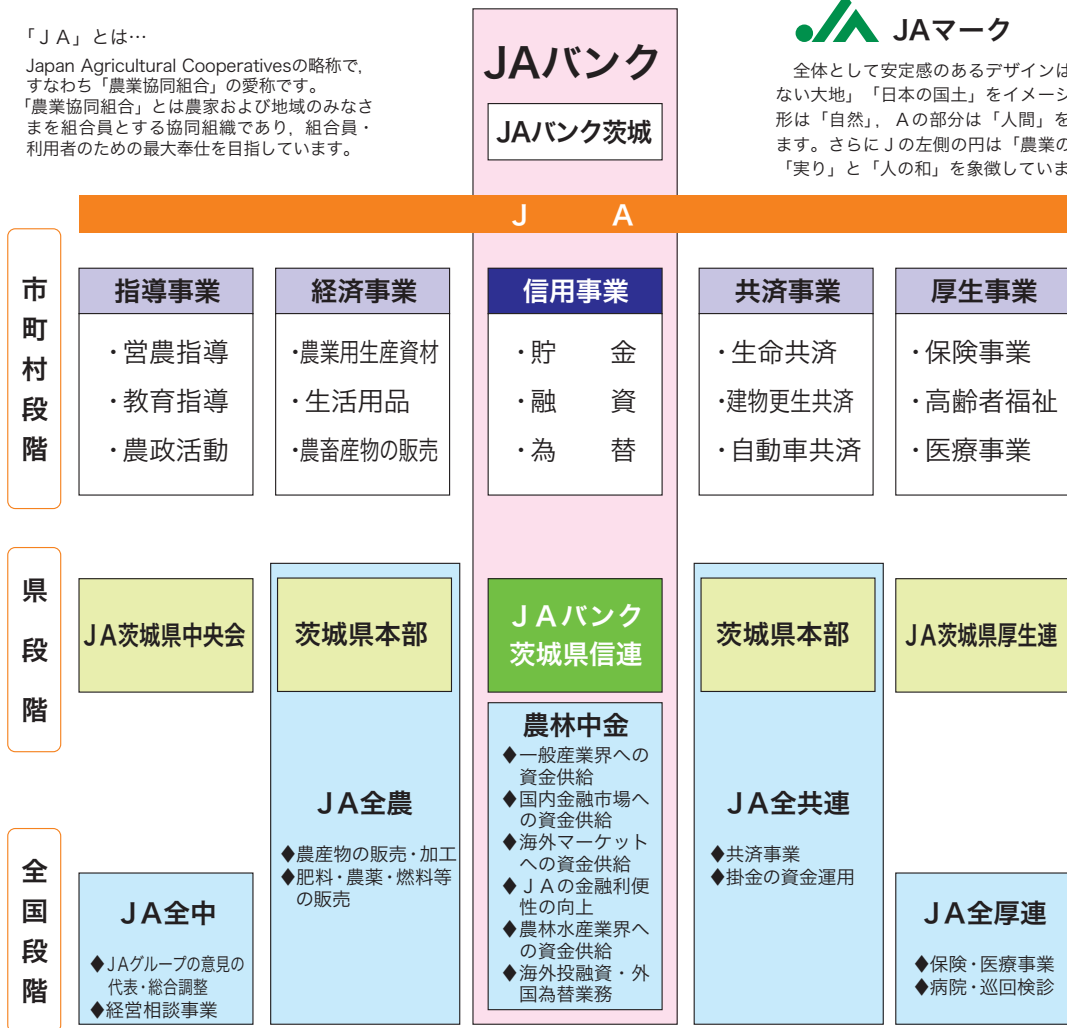 「ＪＡ」とは…
Japan Agricultural Cooperativesの略称で，
すなわち「農業協同組合」の愛称です。
「農業協同組合」とは農家および地域のみなさ
まを組合員とする協同組織であり，組合員・
利用者のための最大奉仕を目指しています。
JAバンク
JAバンク茨城
JAマーク
全体として安定感のあるデザインは
ない大地」「日本の国土」をイメージ
形は「自然」，Ａの部分は「人間」を
ます。さらにＪの左側の円は「農業の
「実り」と「人の和」を象徴していま
Ｊ　Ａ
市町村段階
指導事業
・営農指導
・教育指導
・農政活動
経済事業
・農業用生産資材
・生活用品
・農畜産物の販売
信用事業
・貯　金
・融　資
・為　替
共済事業
・生命共済
・建物更生共済
・自動車共済
厚生事業
・保険事業
・高齢者福祉
・医療事業
県段階
ＪＡ茨城県中央会
茨城県本部
ＪＡバンク
茨城県信連
茨城県本部
ＪＡ茨城県厚生連
全国段階
ＪＡ全中
◆JAグループの意見の
代表・総合調整
◆経営相談事業
ＪＡ全農
◆農産物の販売・加工
◆肥料・農薬・燃料等
の販売
農林中金
◆一般産業界への
資金供給
◆国内金融市場へ
の資金供給
◆海外マーケット
への資金供給
◆ＪＡの金融利便
性の向上
◆農林水産業界へ
の資金供給
◆海外投融資・外
国為替業務
ＪＡ全共連
◆共済事業
◆掛金の資金運用
ＪＡ全厚連
◆保険・医療事業
◆病院・巡回検診